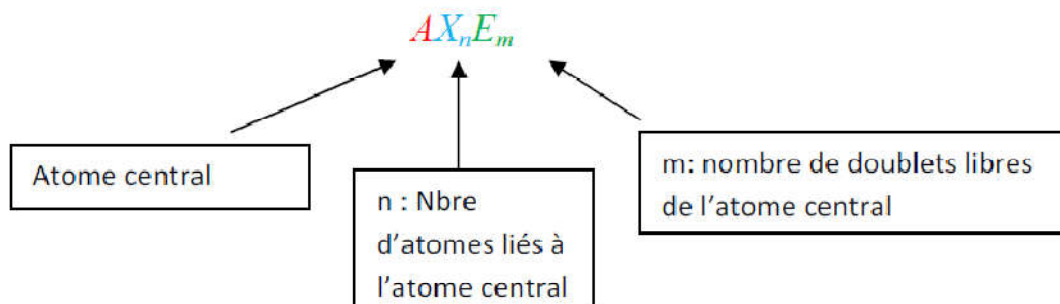 AXnEm
Atome central
n : Nbre
d'atomes liés à
l'atome central
m: nombre de doublets libres
de l'atome central